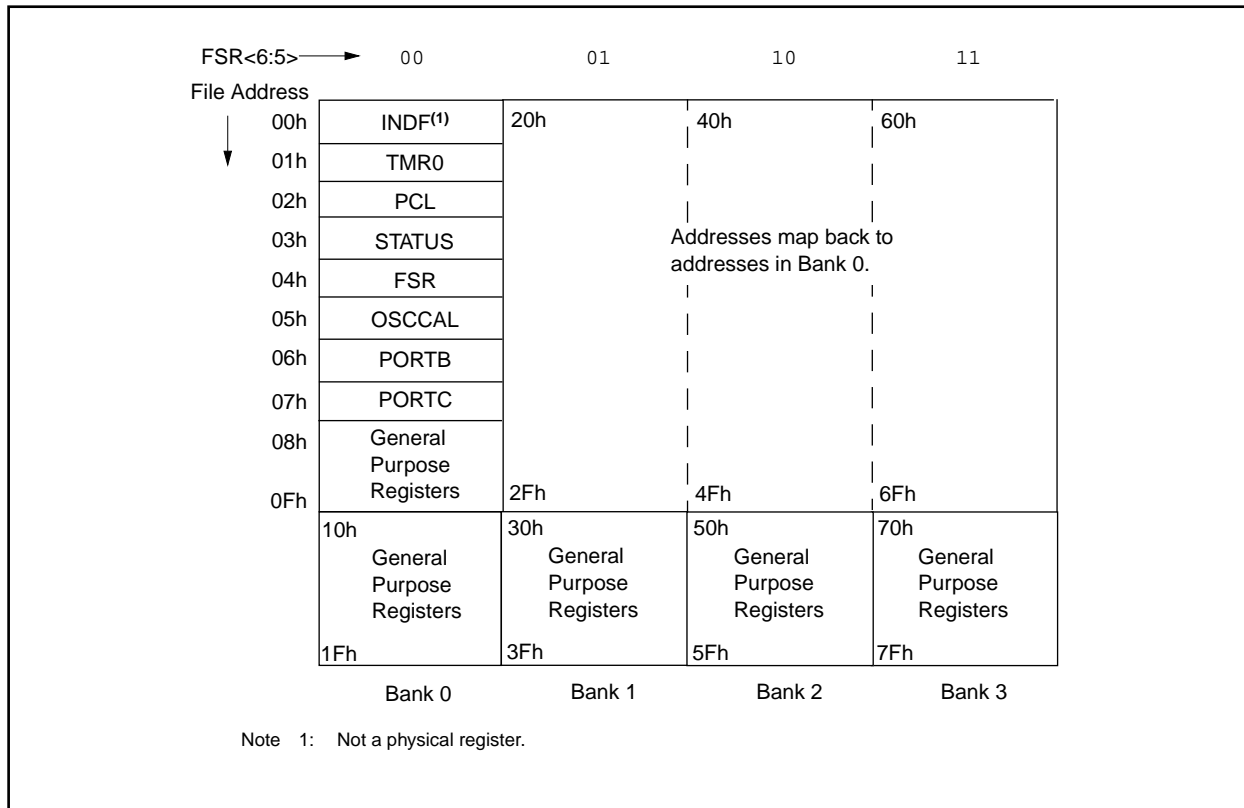 FSR<6:5> 00 01 10 11
File Address
00h INDF(1) 20h 40h 60h
01h TMR0
02h PCL
03h STATUS
Addresses map back to
addresses in Bank 0.
04h FSR
05h OSCCAL
06h PORTB
07h PORTC
08h General
Purpose
Registers
0Fh 2Fh 4Fh 6Fh
10h 30h 50h 70h
General General General General
Purpose Purpose Purpose Purpose
Registers Registers Registers Registers
1Fh 3Fh 5Fh 7Fh
Bank 0 Bank 1 Bank 2 Bank 3
Note 1: Not a physical register.